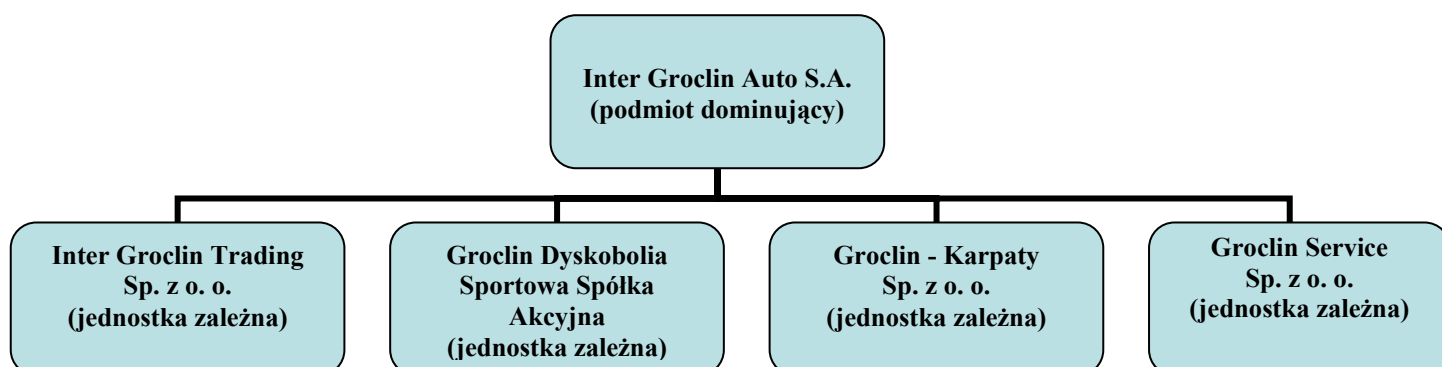 Inter Groclin Auto S.A.
(podmiot dominujący)
Inter Groclin Trading
Sp. z o. o.
(jednostka zależna)
Groclin Dyskobolia
Sportowa Spółka
Akcyjna
(jednostka zależna)
Groclin - Karpaty
Sp. z o. o.
(jednostka zależna)
Groclin Service
Sp. z o. o.
(jednostka zależna)